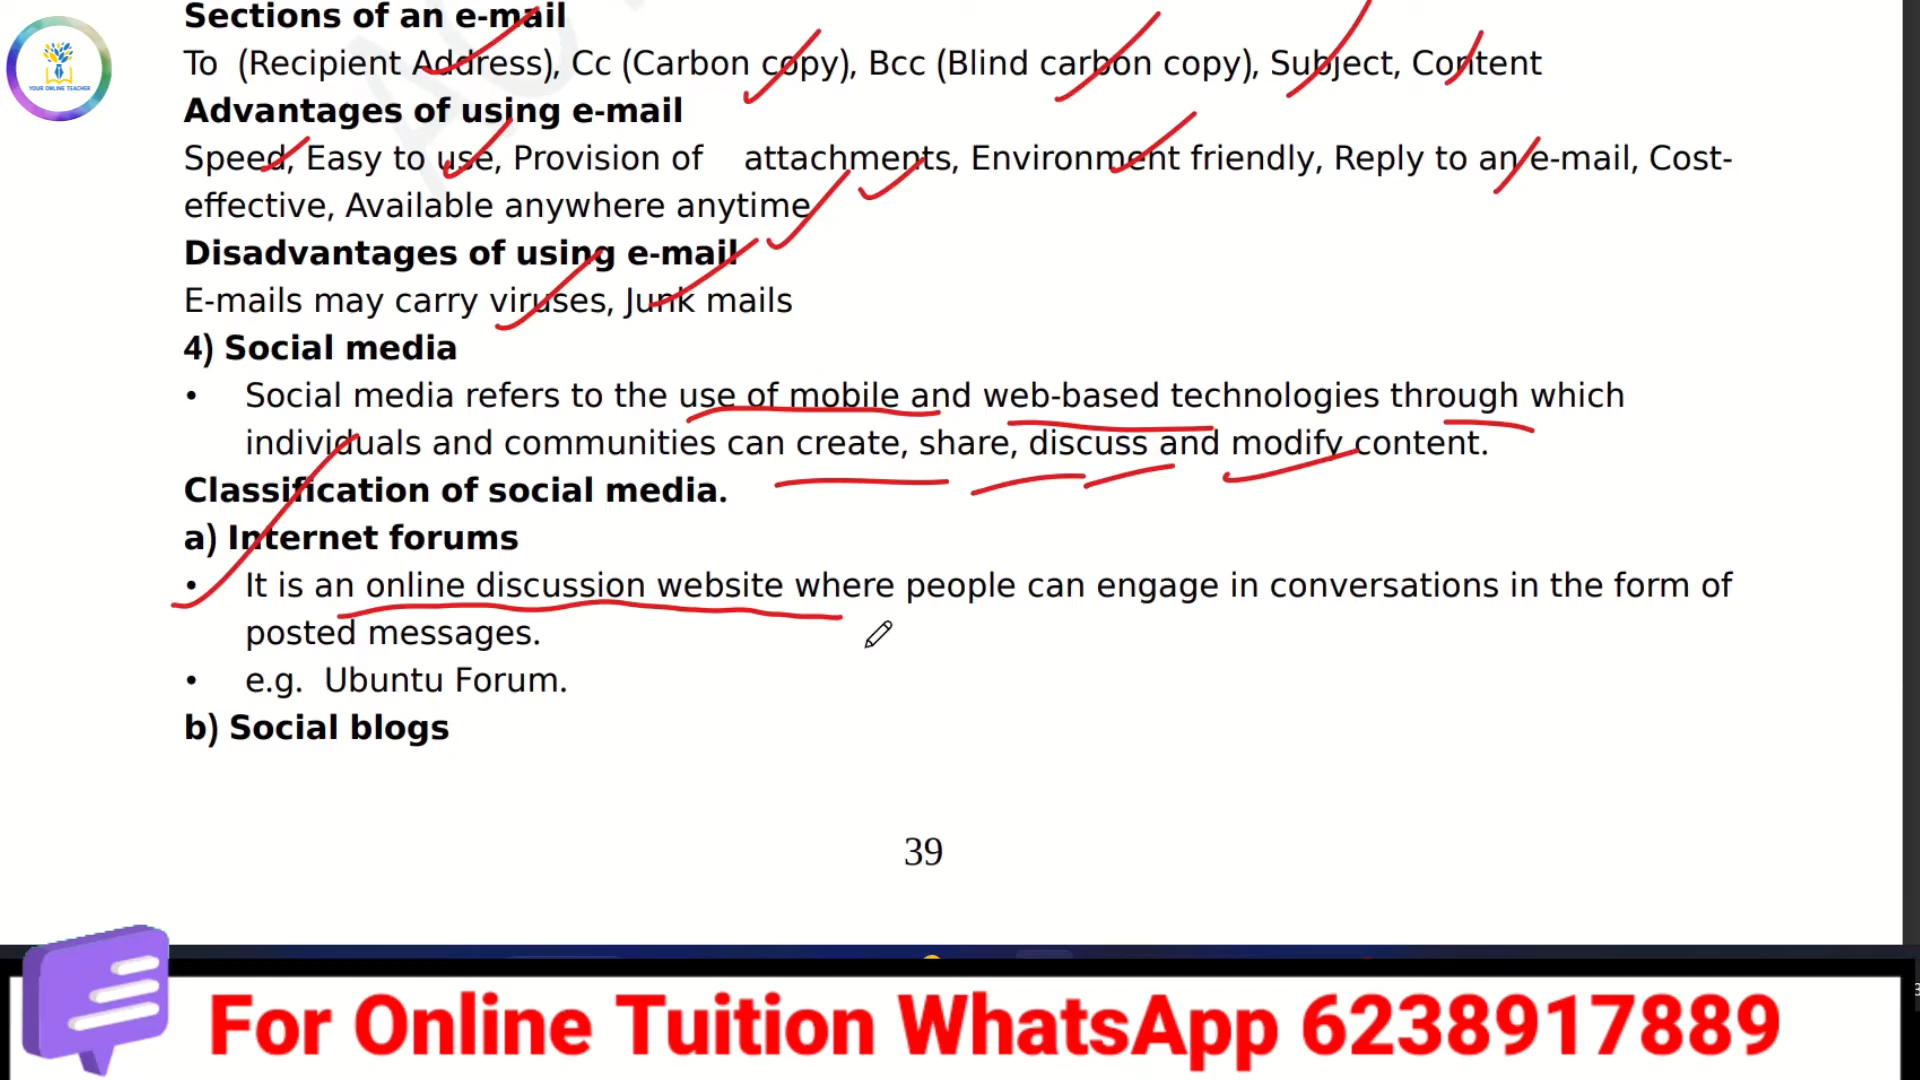 Sections of an e-mail
To (Recipient Address), Cc (Carbon copy), Bcc (Blind carbon copy), Subject, Content
Advantages of using e-mail
Speed, Easy to use, Provision of attachments, Environment friendly, Reply to an e-mail, Cost-
effective, Available anywhere anytime
Disadvantages of using e-mail
E-mails may carry viruses, Junk mails
4) Social media
• Social media refers to the use of mobile and web-based technologies through which
individuals and communities can create, share, discuss and modify content.
Classification of social media.
a) Internet forums
• It is an online discussion website where people can engage in conversations in the form of
posted messages.
• e.g. Ubuntu Forum.
b) Social blogs
39
YOUR ONLINE TEACHER
For Online Tuition WhatsApp 6238917889